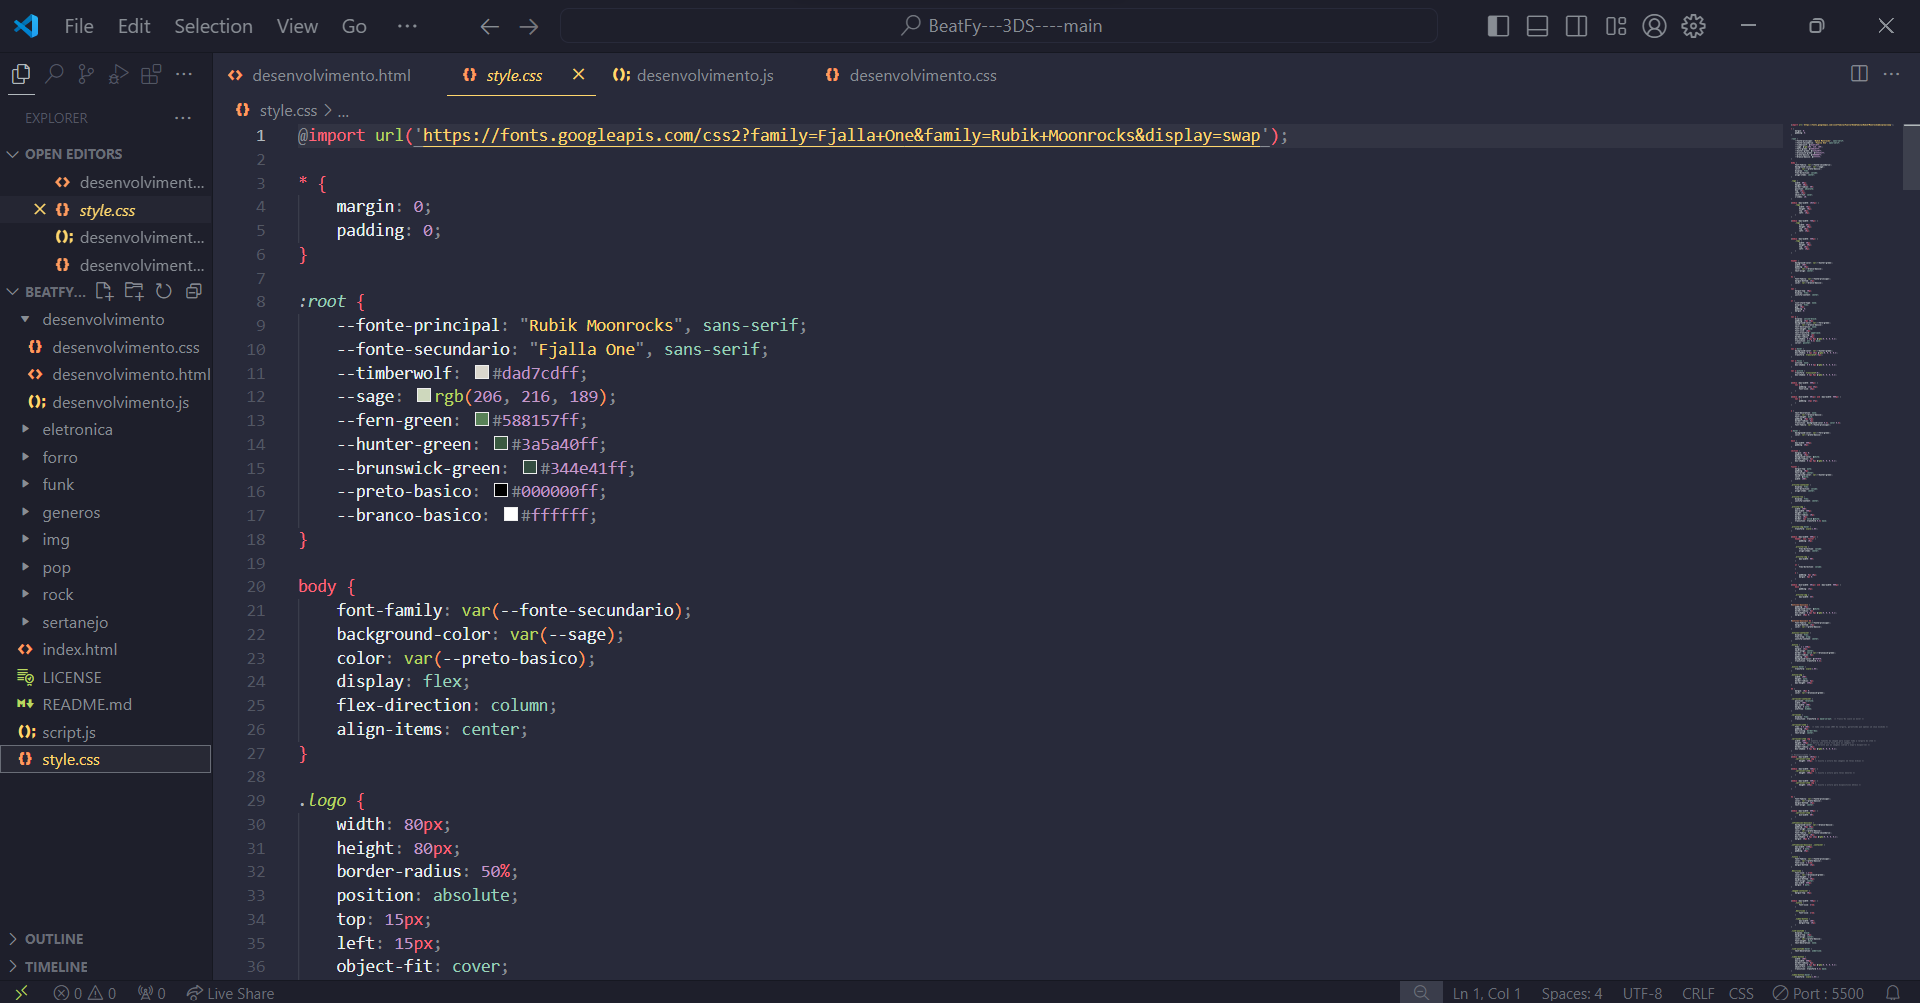 File Edit Selection View Go ··· BeatFy---3DS----main
desenvolvimento.html style.css desenvolvimento.js desenvolvimento.css
EXPLORER
OPEN EDITORS
desenvolviment...
style.css
desenvolviment...
desenvolviment...
BEATFY...
desenvolvimento
desenvolvimento.css
desenvolvimento.html
desenvolvimento.js
eletronica
forro
funk
generos
img
pop
rock
sertanejo
index.html
LICENSE
README.md
script.js
style.css
OUTLINE
TIMELINE
style.css > ...
1 @import url('https://fonts.googleapis.com/css2?family=Fjalla+One&family=Rubik+Moonrocks&display=swap');
2
3 * {
4 margin: 0;
5 padding: 0;
6 }
7
8 :root {
9 --fonte-principal: "Rubik Moonrocks", sans-serif;
10 --fonte-secundario: "Fjalla One", sans-serif;
11 --timberwolf: #dad7cdff;
12 --sage: rgb(206, 216, 189);
13 --fern-green: #588157ff;
14 --hunter-green: #3a5a40ff;
15 --brunswick-green: #344e41ff;
16 --preto-basico: #000000ff;
17 --branco-basico: #ffffff;
18 }
19
20 body {
21 font-family: var(--fonte-secundario);
22 background-color: var(--sage);
23 color: var(--preto-basico);
24 display: flex;
25 flex-direction: column;
26 align-items: center;
27 }
28
29 .logo {
30 width: 80px;
31 height: 80px;
32 border-radius: 50%;
33 position: absolute;
34 top: 15px;
35 left: 15px;
36 object-fit: cover;
0 0 0 Live Share Ln 1, Col 1 Spaces: 4 UTF-8 CRLF CSS Port : 5500